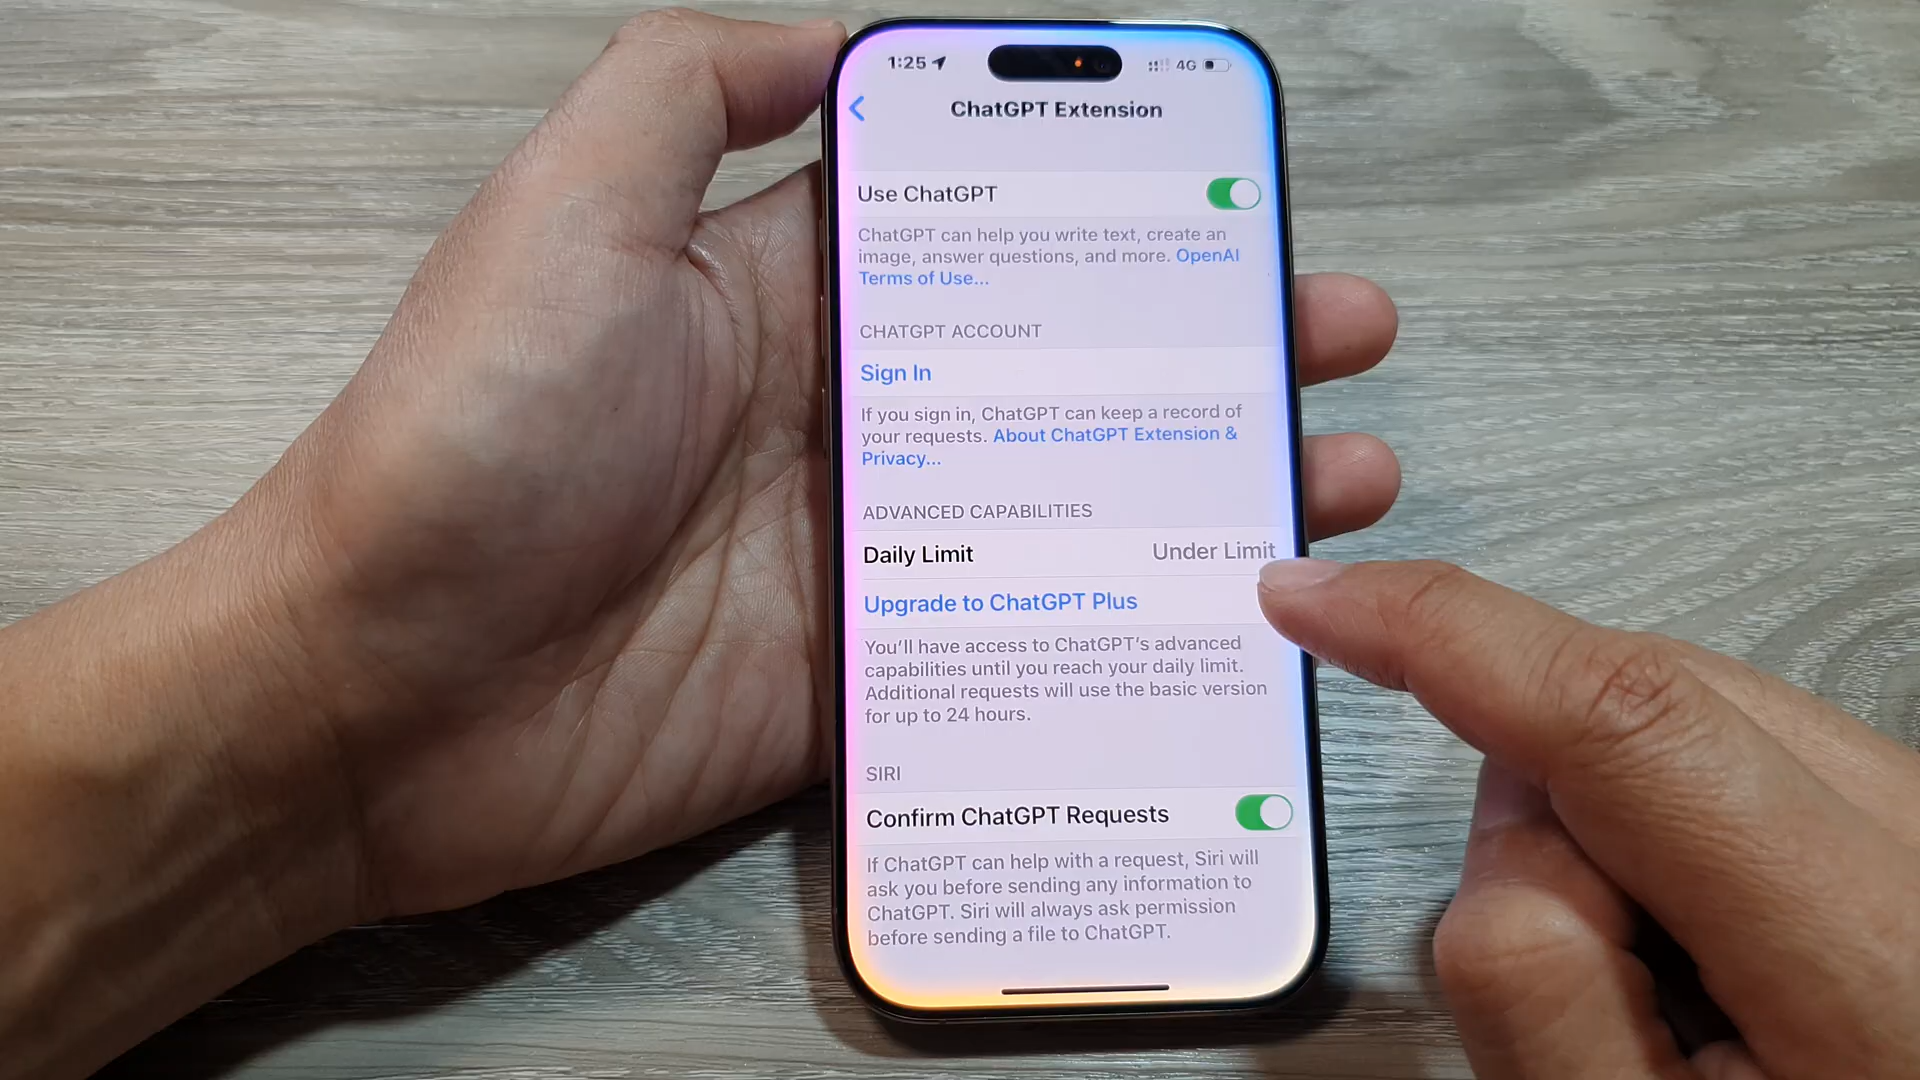 1:25
4G
ChatGPT Extension
Use ChatGPT
ChatGPT can help you write text, create an
image, answer questions, and more. OpenAI
Terms of Use...
CHATGPT ACCOUNT
Sign In
If you sign in, ChatGPT can keep a record of
your requests. About ChatGPT Extension &
Privacy...
ADVANCED CAPABILITIES
Daily Limit Under Limit
Upgrade to ChatGPT Plus
You'll have access to ChatGPT's advanced
capabilities until you reach your daily limit.
Additional requests will use the basic version
for up to 24 hours.
SIRI
Confirm ChatGPT Requests
If ChatGPT can help with a request, Siri will
ask you before sending any information to
ChatGPT. Siri will always ask permission
before sending a file to ChatGPT.